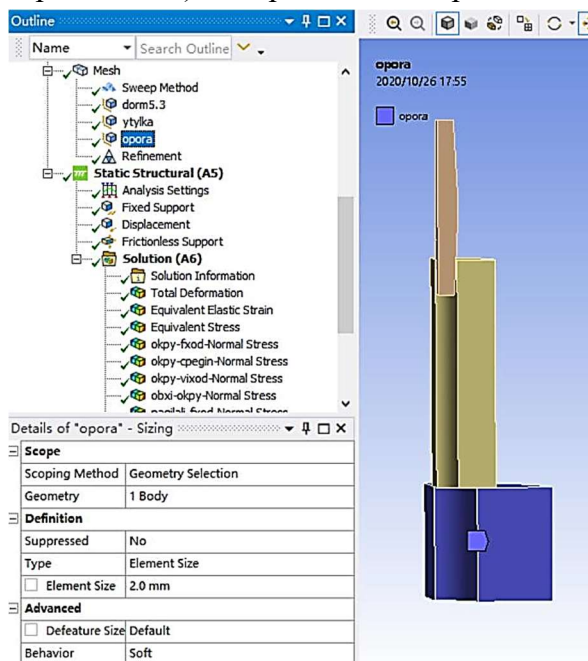 Outline
Name
Search Outline
Mesh
Sweep Method
dorm5.3
ytylka
opora
Refinement
Static Structural (A5)
Analysis Settings
Fixed Support
Displacement
Frictionless Support
Solution (A6)
Solution Information
Total Deformation
Equivalent Elastic Strain
Equivalent Stress
okpy-fxod-Normal Stress
okpy-cpegin-Normal Stress
okpy-vixod-Normal Stress
obxi-okpy-Normal Stress
Normal Stress
Details of "opora" - Sizing
Scope
Scoping Method Geometry Selection
Geometry 1 Body
Definition
Suppressed No
Type Element Size
Element Size 2.0 mm
Advanced
Defeature Size Default
Behavior Soft
opora
2020/10/26 17:55
opora